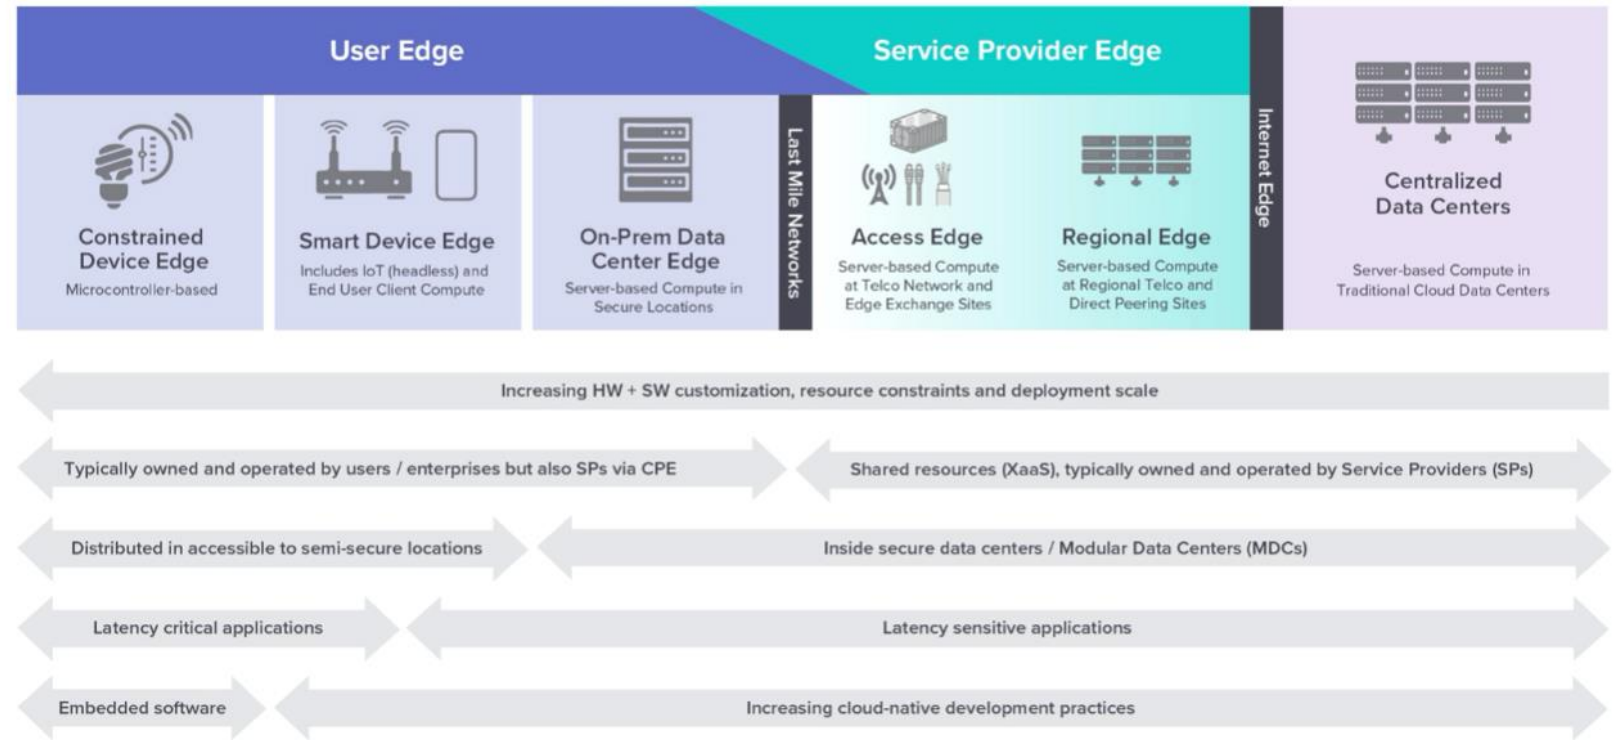 User Edge
Service Provider Edge
Constrained
Device Edge
Microcontroller-based
Smart Device Edge
Includes IoT (headless) and
End User Client Compute
On-Prem Data
Center Edge
Server-based Compute in
Secure Locations
Last Mile Networks
Access Edge
Server-based Compute
at Telco Network and
Edge Exchange Sites
Regional Edge
Server-based Compute
at Regional Telco and
Direct Peering Sites
Internet Edge
Centralized
Data Centers
Server-based Compute in
Traditional Cloud Data Centers
Increasing HW + SW customization, resource constraints and deployment scale
Typically owned and operated by users / enterprises but also SPs via CPE
Shared resources (XaaS), typically owned and operated by Service Providers (SPs)
Distributed in accessible to semi-secure locations
Inside secure data centers / Modular Data Centers (MDCs)
Latency critical applications
Latency sensitive applications
Embedded software
Increasing cloud-native development practices